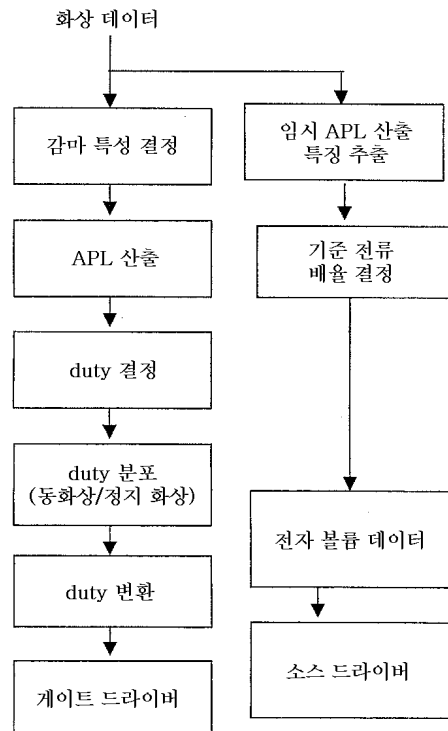 화상 데이터
감마 특성 결정
APL 산출
duty 결정
duty 분포
(동화상/정지 화상)
duty 변환
게이트 드라이버
임시 APL 산출
특징 추출
기준 전류
배율 결정
전자 볼륨 데이터
소스 드라이버